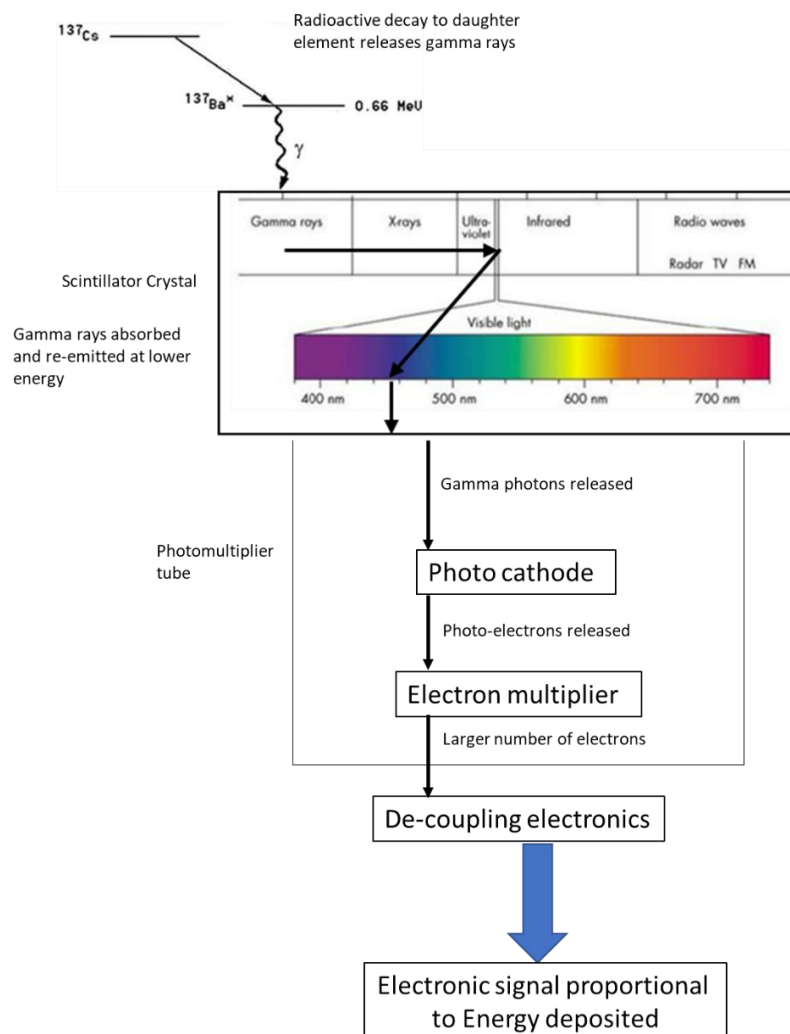 Radioactive decay to daughter
element releases gamma rays
137Cs
137Ba*
0.66 MeV
γ
Gamma rays
X-rays
Ultra-
violet
Infrared
Radio waves
Radar TV FM
Scintillator Crystal
Gamma rays absorbed
and re-emitted at lower
energy
Visible light
400 nm
500 nm
600 nm
700 nm
Gamma photons released
Photomultiplier
tube
Photo cathode
Photo-electrons released
Electron multiplier
Larger number of electrons
De-coupling electronics
Electronic signal proportional
to Energy deposited